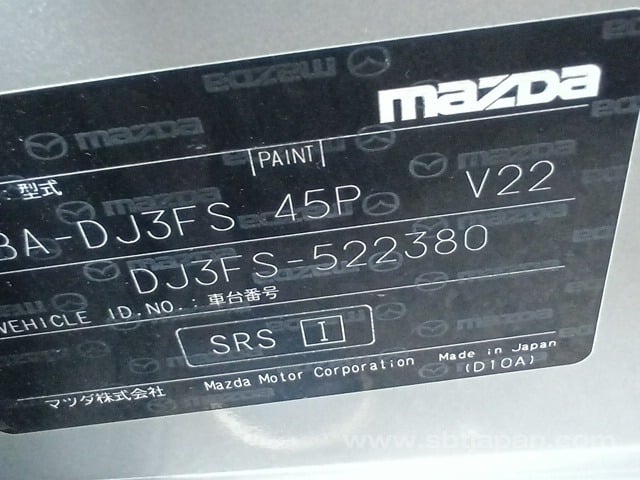 mazda
型式 PAINT
BA-DJ3FS 45P V22
DJ3FS-522380
VEHICLE ID.NO.:車台番号
SRS I
マツダ株式会社 Mazda Motor Corporation Made in Japan
(D10A)
www.sbtjapan.com